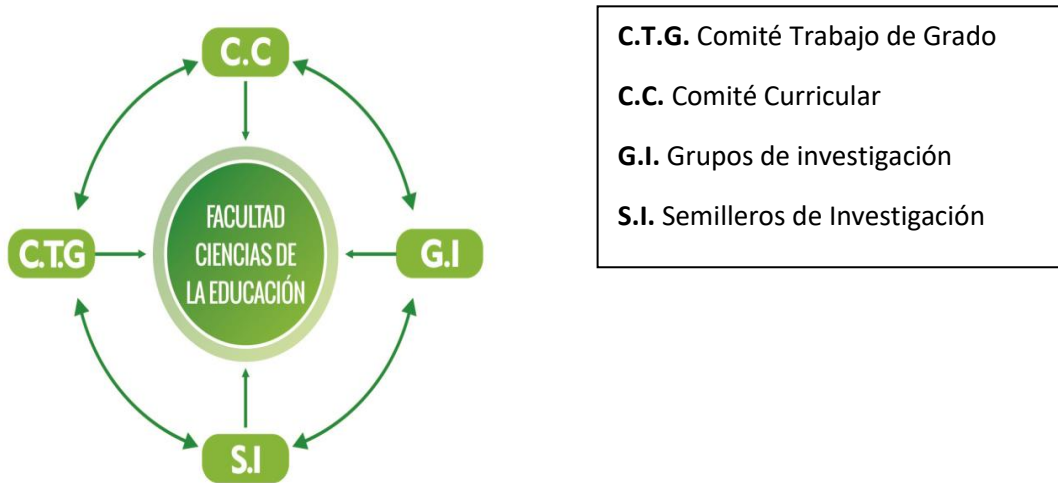 C.C
C.T.G
FACULTAD
CIENCIAS DE
LA EDUCACIÓN
G.I
S.I
C.T.G. Comité Trabajo de Grado
C.C. Comité Curricular
G.I. Grupos de investigación
S.I. Semilleros de Investigación